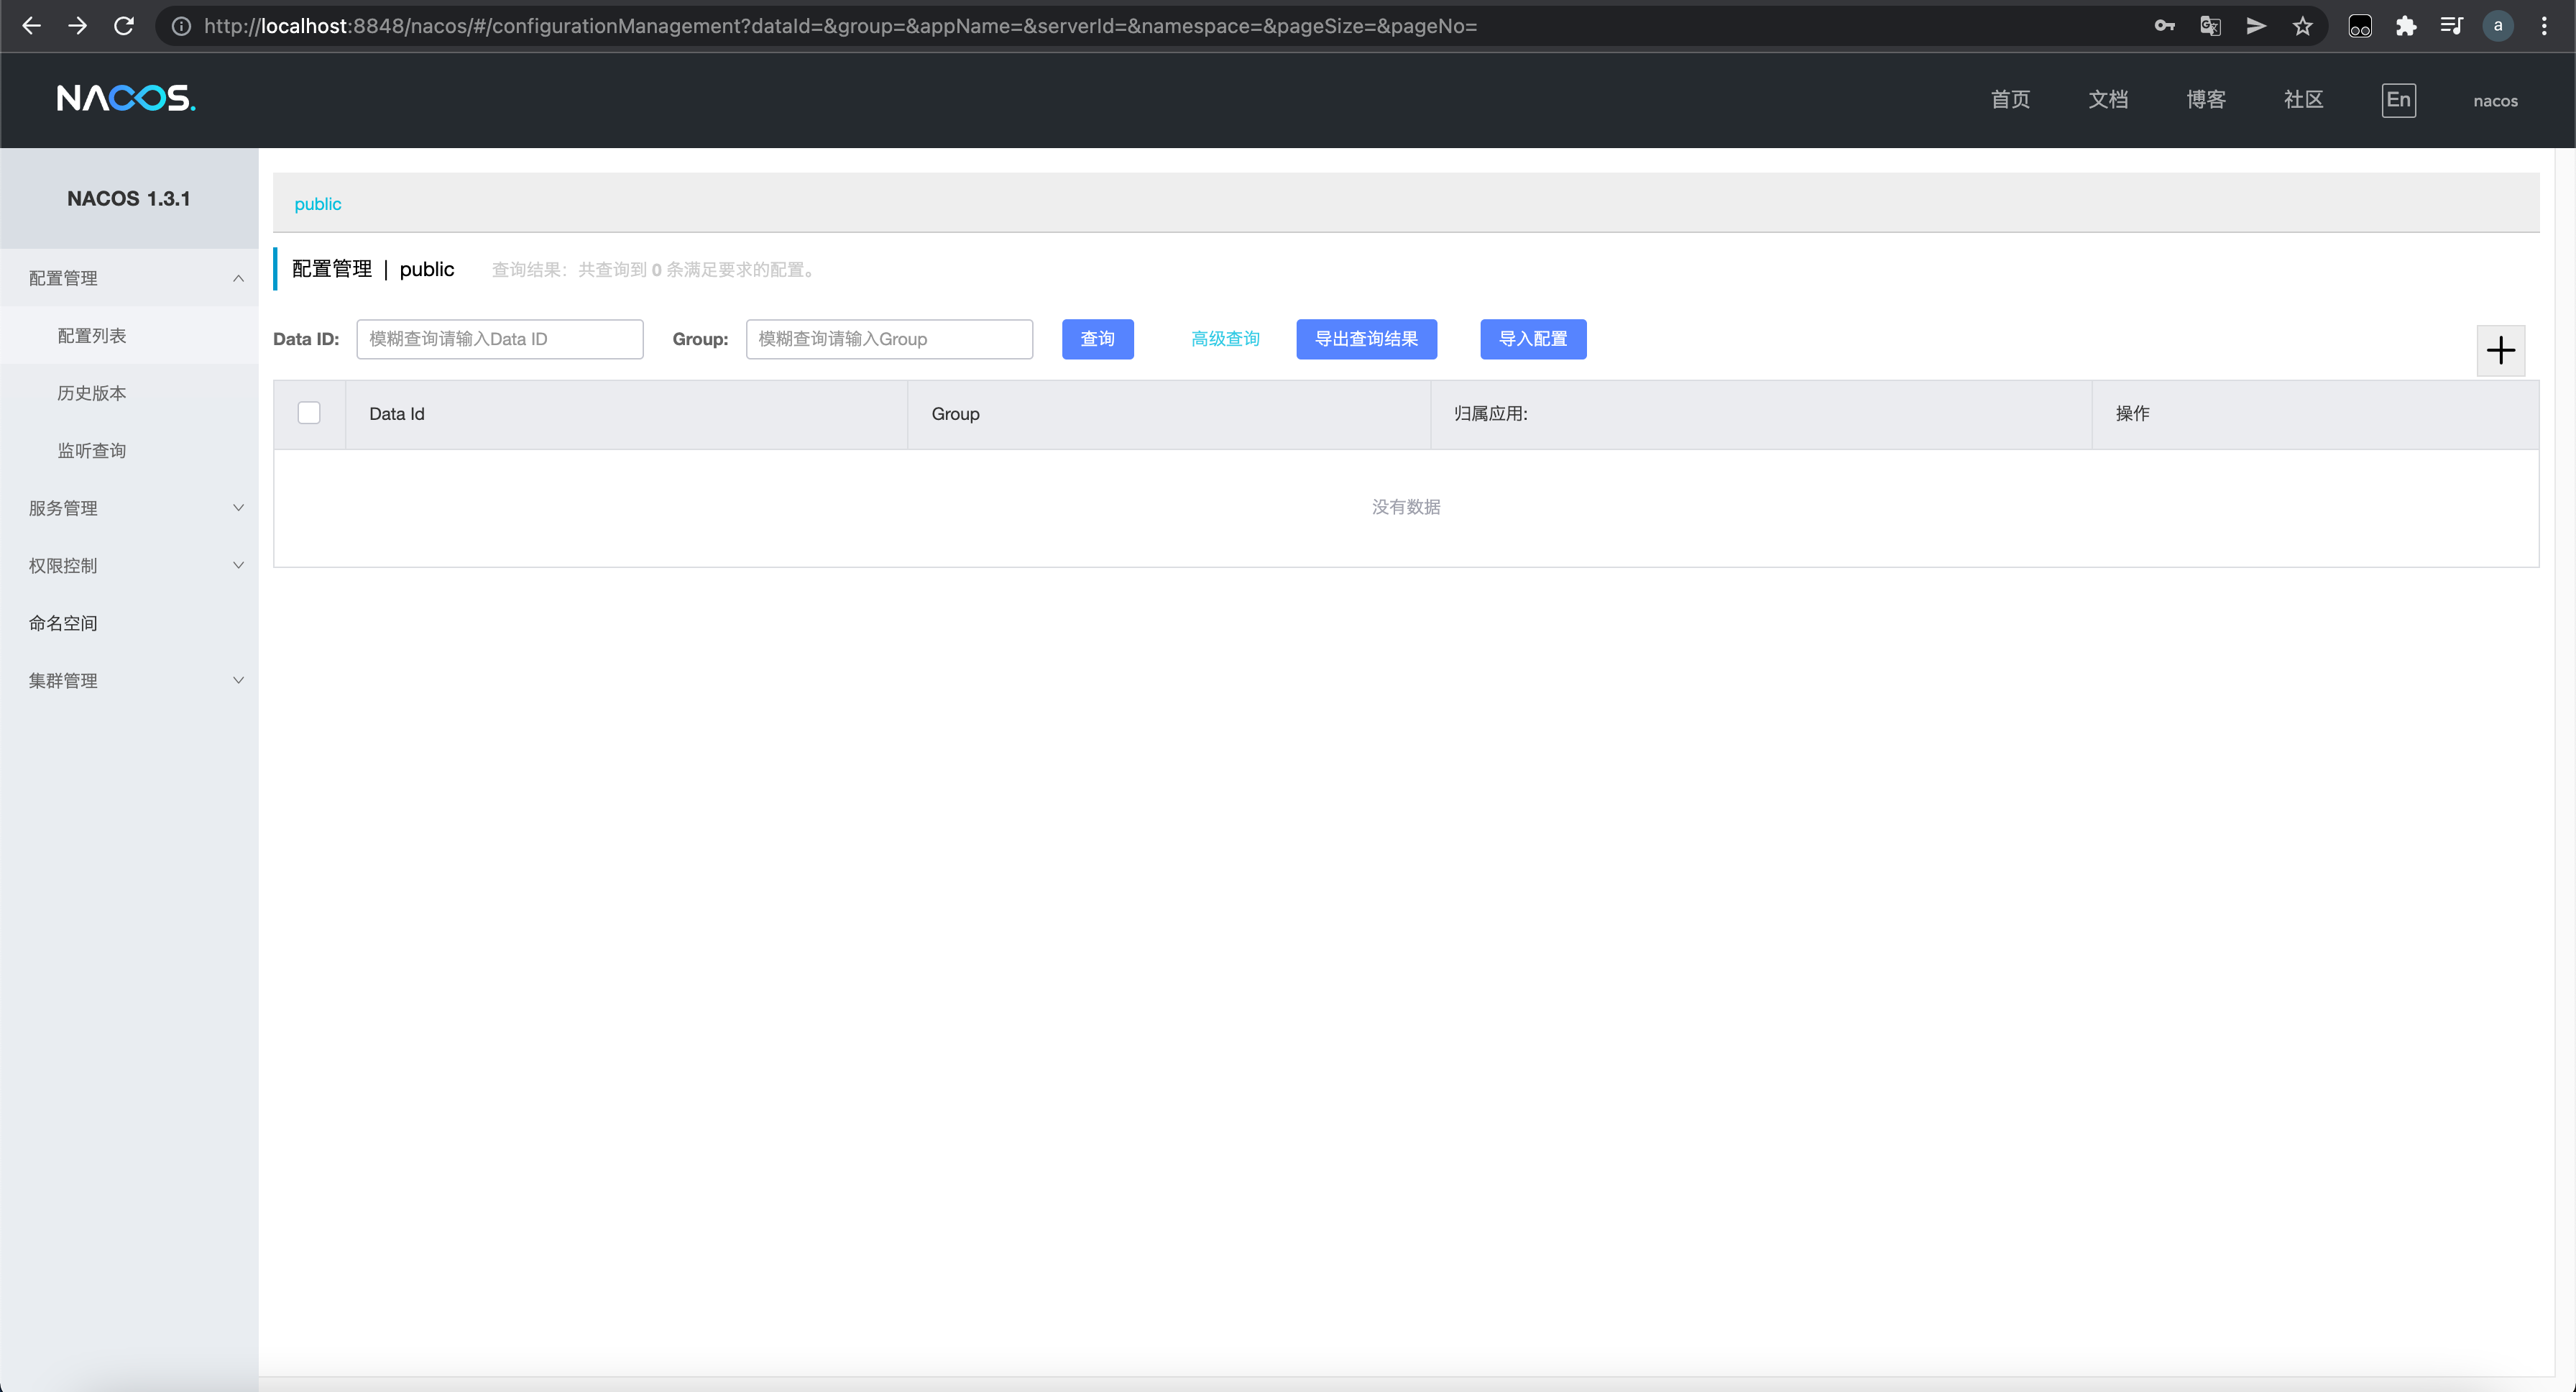 http://localhost:8848/nacos/#/configurationManagement?dataId=&group=&appName=&serverId=&namespace=&pageSize=&pageNo=
a
NACOS.
首页
文档
博客
社区
En
nacos
NACOS 1.3.1
配置管理
配置列表
历史版本
监听查询
服务管理
权限控制
命名空间
集群管理
public
配置管理 | public 查询结果：共查询到 0 条满足要求的配置。
Data ID: 模糊查询请输入Data ID Group: 模糊查询请输入Group 查询 高级查询 导出查询结果 导入配置
Data Id Group 归属应用: 操作
没有数据